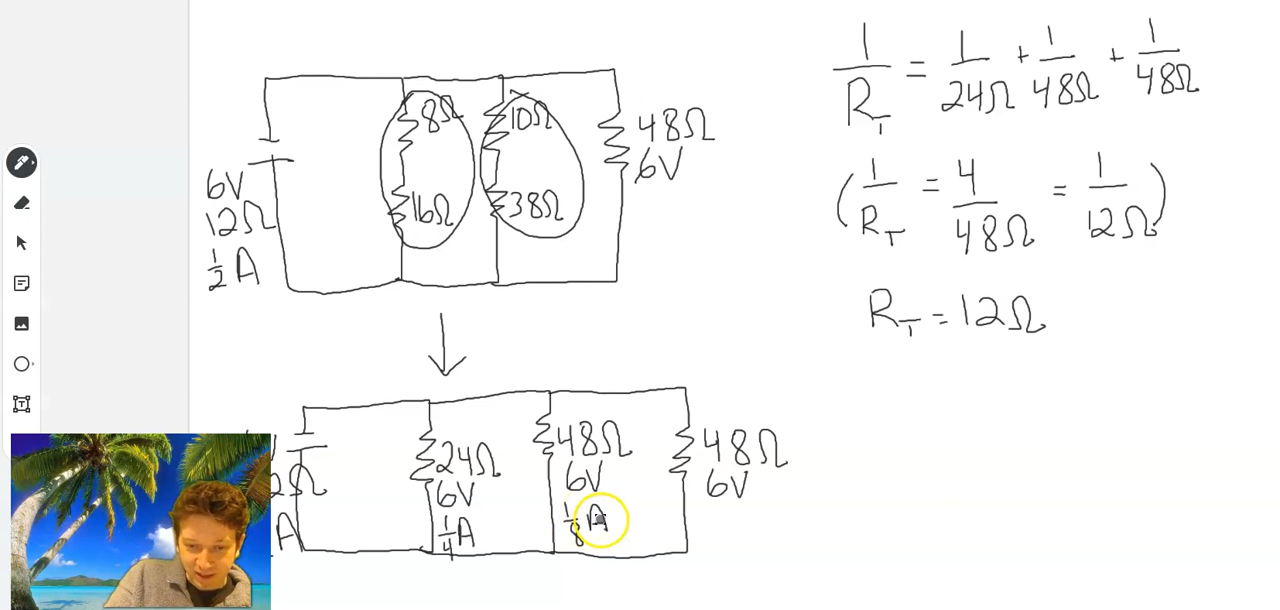 8Ω
10Ω
48Ω
6V
16Ω
38Ω
6V
12Ω
1/2 A
1/R_T = 1/24Ω + 1/48Ω + 1/48Ω
(1/R_T = 4/48Ω = 1/12Ω)
R_T = 12Ω
24Ω
6V
1/4 A
48Ω
6V
1/8 A
48Ω
6V
2Ω
A
T